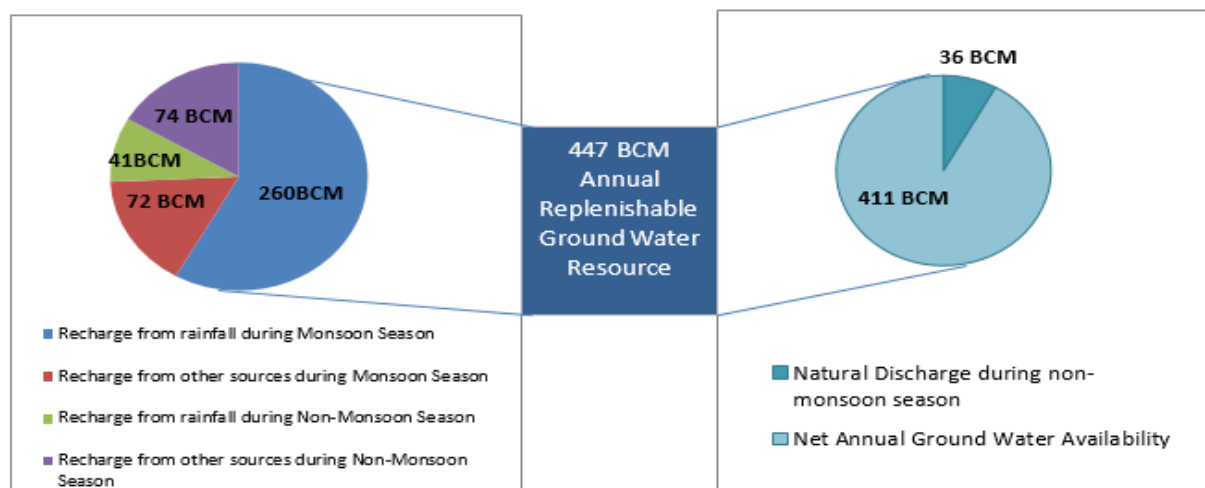 74 BCM
41BCM
72 BCM
260BCM
Recharge from rainfall during Monsoon Season
Recharge from other sources during Monsoon Season
Recharge from rainfall during Non-Monsoon Season
Recharge from other sources during Non-Monsoon
Season
447 BCM
Annual
Replenishable
Ground Water
Resource
36 BCM
411 BCM
Natural Discharge during non-
monsoon season
Net Annual Ground Water Availability